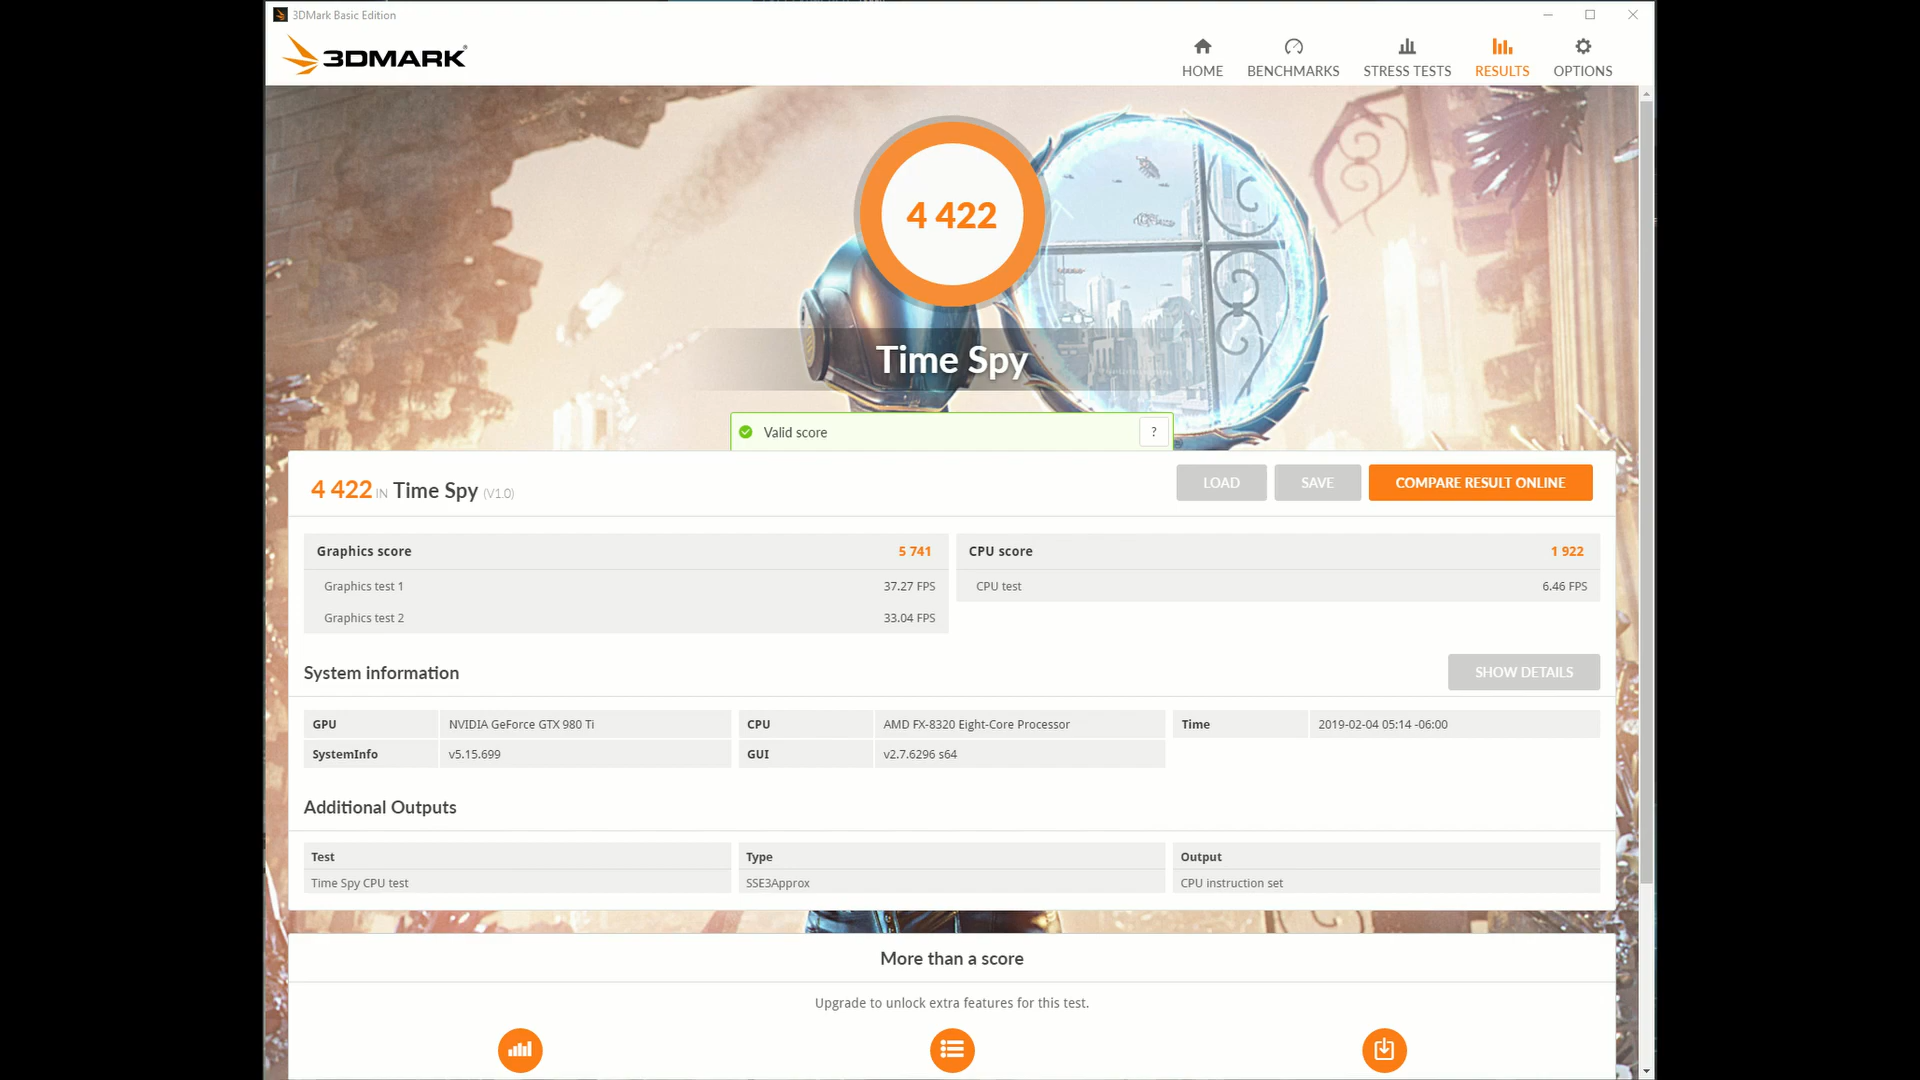 3DMark Basic Edition
3DMARK
HOME
BENCHMARKS
STRESS TESTS
RESULTS
OPTIONS
4 422
Time Spy
Valid score
?
4 422 IN Time Spy (V1.0)
LOAD
SAVE
COMPARE RESULT ONLINE
Graphics score 5 741
Graphics test 1 37.27 FPS
Graphics test 2 33.04 FPS
CPU score 1 922
CPU test 6.46 FPS
System information
SHOW DETAILS
GPU NVIDIA GeForce GTX 980 Ti
CPU AMD FX-8320 Eight-Core Processor
Time 2019-02-04 05:14 -06:00
SystemInfo v5.15.699
GUI v2.7.6296 s64
Additional Outputs
Test Type Output
Time Spy CPU test SSE3Approx CPU instruction set
More than a score
Upgrade to unlock extra features for this test.